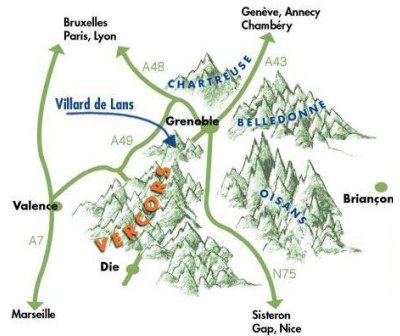 Bruxelles
Paris, Lyon
Genève, Annecy
Chambéry
A48
A43
CHARTREUSE
Villard de Lans
Grenoble
BELLEDONNE
A49
OISANS
Briançon
Valence
VERCORS
A7
Die
N75
Marseille
Sisteron
Gap, Nice